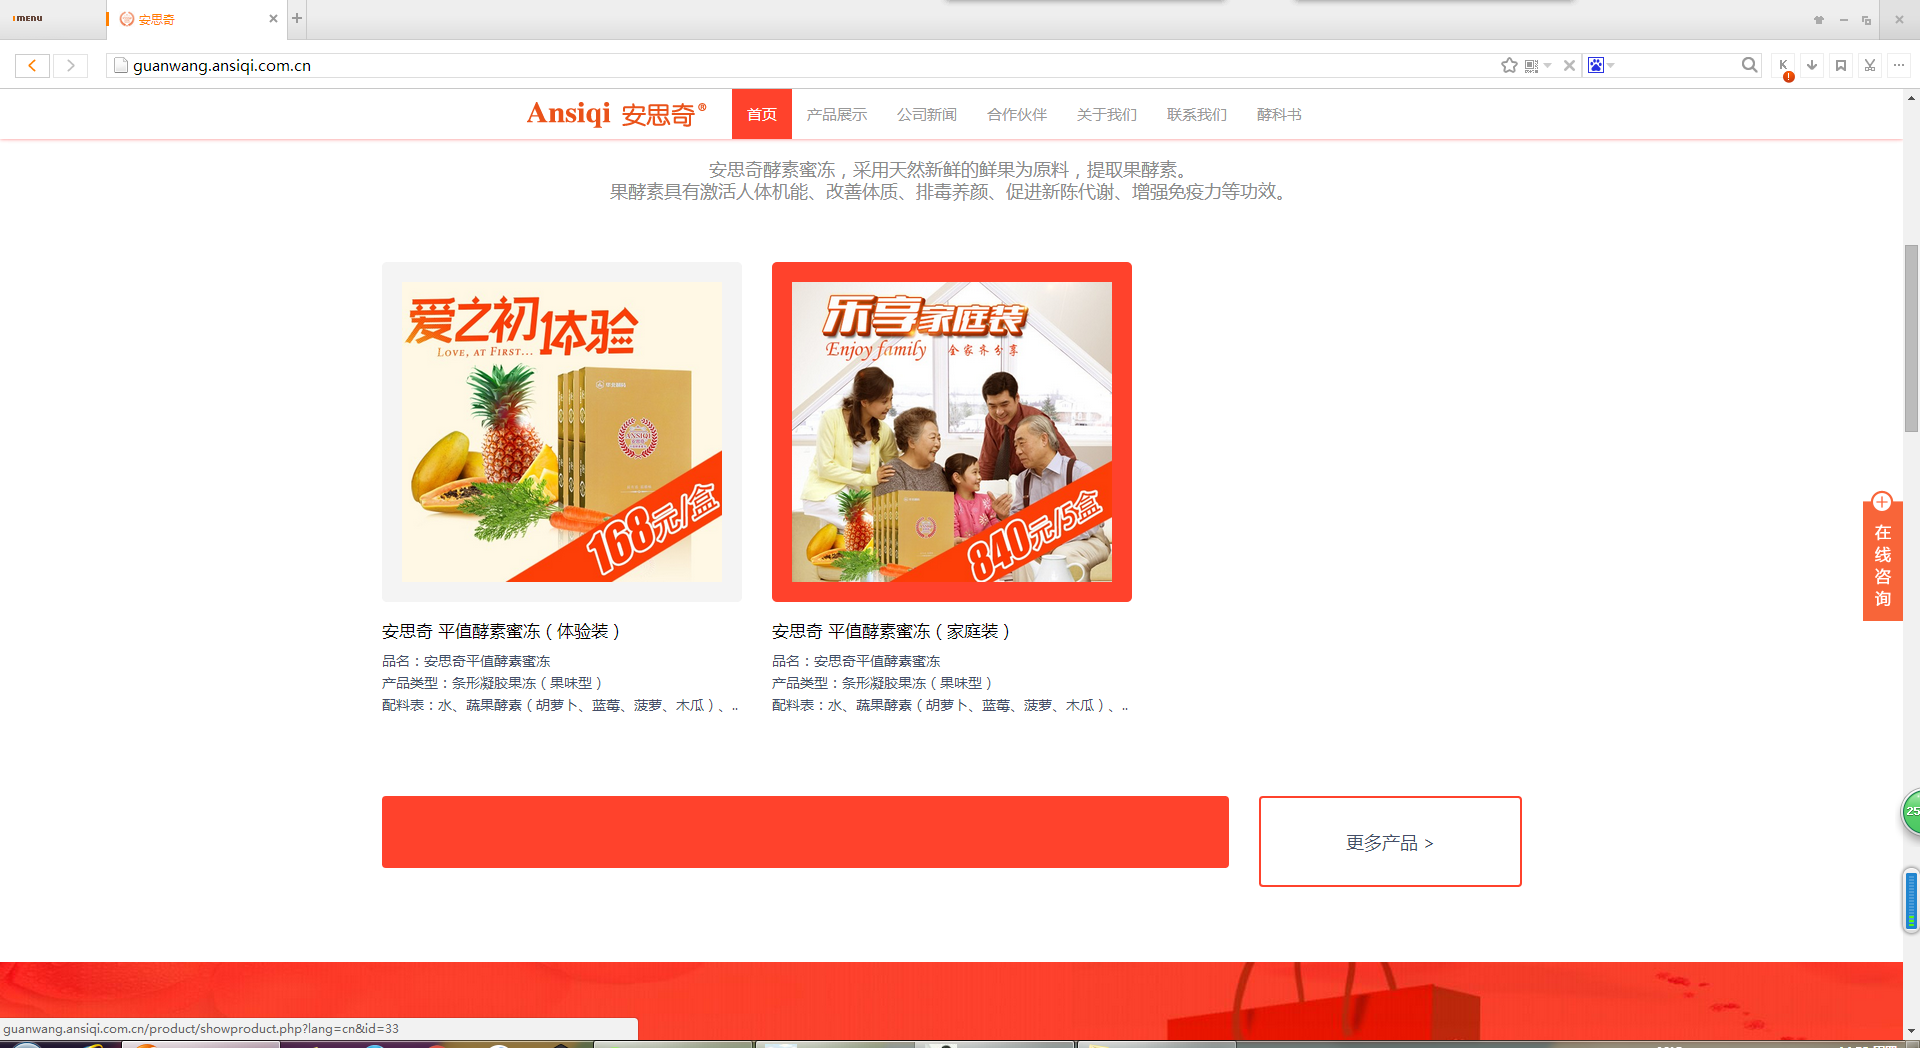 MENU
安思奇
guanwang.ansiqi.com.cn
K
Ansiqi 安思奇®
首页
产品展示
公司新闻
合作伙伴
关于我们
联系我们
酵科书
安思奇酵素蜜冻，采用天然新鲜的鲜果为原料，提取果酵素。
果酵素具有激活人体机能、改善体质、排毒养颜、促进新陈代谢、增强免疫力等功效。
爱之初体验
LOVE, AT FIRST...
ANSIQI
168元/盒
乐享家庭装
Enjoy family 全家齐分享
840元/5盒
安思奇 平值酵素蜜冻（体验装）
品名：安思奇平值酵素蜜冻
产品类型：条形凝胶果冻（果味型）
配料表：水、蔬果酵素（胡萝卜、蓝莓、菠萝、木瓜）、..
安思奇 平值酵素蜜冻（家庭装）
品名：安思奇平值酵素蜜冻
产品类型：条形凝胶果冻（果味型）
配料表：水、蔬果酵素（胡萝卜、蓝莓、菠萝、木瓜）、..
在线咨询
25
更多产品 >
guanwang.ansiqi.com.cn/product/showproduct.php?lang=cn&id=33